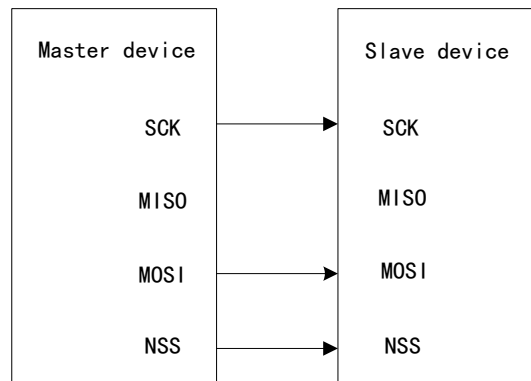 Master device
SCK
MISO
MOSI
NSS
Slave device
SCK
MISO
MOSI
NSS